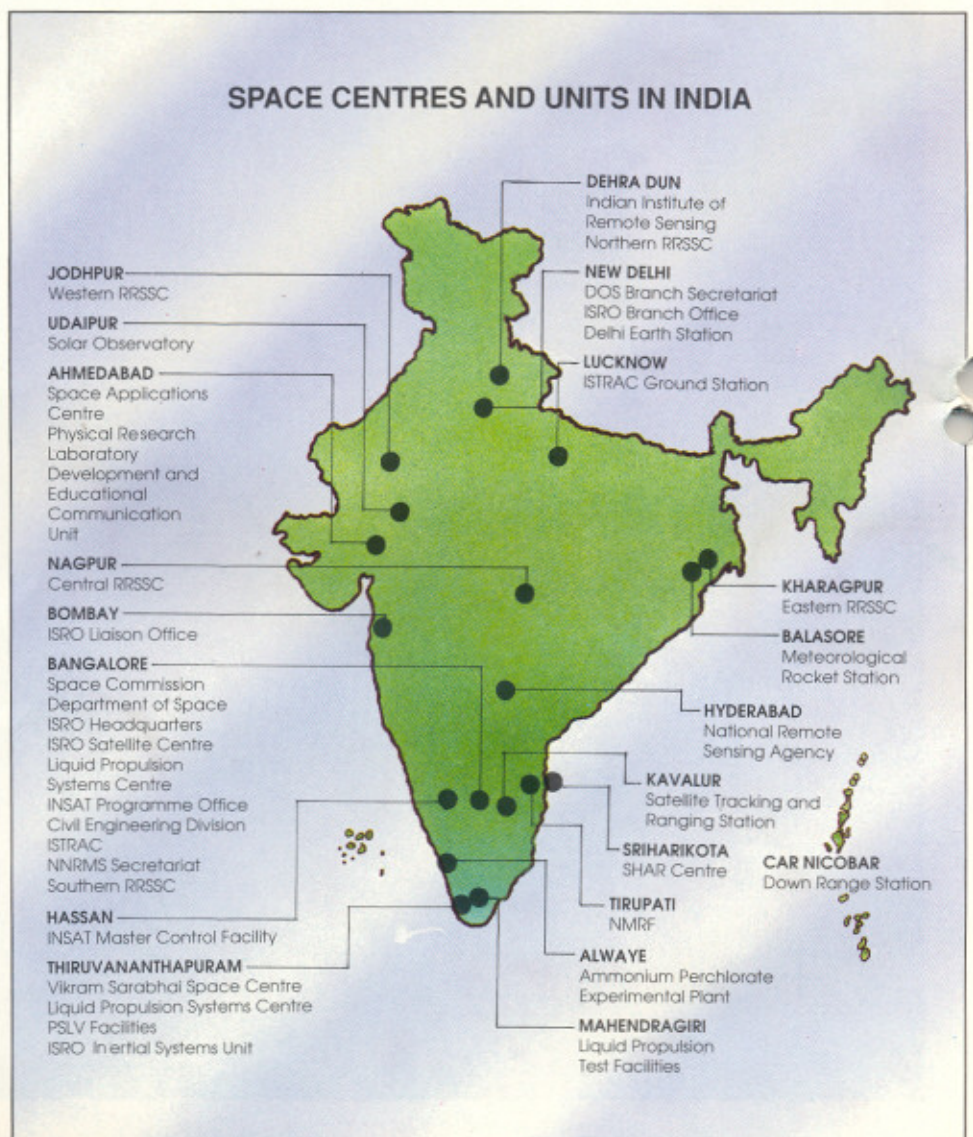 SPACE CENTRES AND UNITS IN INDIA
JODHPUR
Western RRSSC
UDAIPUR
Solar Observatory
AHMEDABAD
Space Applications
Centre
Physical Research
Laboratory
Development and
Educational
Communication
Unit
NAGPUR
Central RRSSC
BOMBAY
ISRO Liaison Office
BANGALORE
Space Commission
Department of Space
ISRO Headquarters
ISRO Satellite Centre
Liquid Propulsion
Systems Centre
INSAT Programme Office
Civil Engineering Division
ISTRAC
NNRMS Secretariat
Southern RRSSC
HASSAN
INSAT Master Control Facility
THIRUVANANTHAPURAM
Vikram Sarabhai Space Centre
Liquid Propulsion Systems Centre
PSLV Facilities
ISRO Inertial Systems Unit
DEHRA DUN
Indian Institute of
Remote Sensing
Northern RRSSC
NEW DELHI
DOS Branch Secretariat
ISRO Branch Office
Delhi Earth Station
LUCKNOW
ISTRAC Ground Station
KHARAGPUR
Eastern RRSSC
BALASORE
Meteorological
Rocket Station
HYDERABAD
National Remote
Sensing Agency
KAVALUR
Satellite Tracking and
Ranging Station
SRIHARIKOTA
SHAR Centre
CAR NICOBAR
Down Range Station
TIRUPATI
NMRF
ALWAYE
Ammonium Perchlorate
Experimental Plant
MAHENDRAGIRI
Liquid Propulsion
Test Facilities